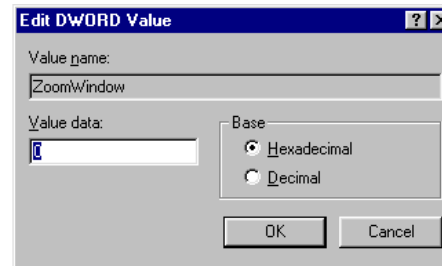 Edit DWORD Value
Value name:
ZoomWindow
Value data:
0
Base
Hexadecimal
Decimal
OK
Cancel